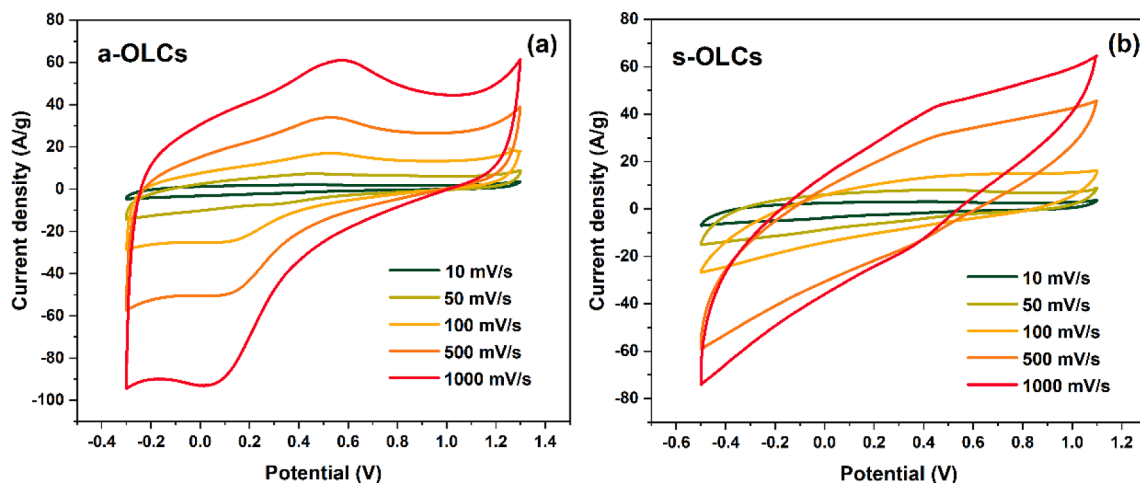 a-OLCs
(a)
Current density (A/g)
80
60
40
20
0
-20
-40
-60
-80
-100
10 mV/s
50 mV/s
100 mV/s
500 mV/s
1000 mV/s
-0.4 -0.2 0.0 0.2 0.4 0.6 0.8 1.0 1.2 1.4
Potential (V)
s-OLCs
(b)
Current density (A/g)
80
60
40
20
0
-20
-40
-60
-80
10 mV/s
50 mV/s
100 mV/s
500 mV/s
1000 mV/s
-0.6 -0.4 -0.2 0.0 0.2 0.4 0.6 0.8 1.0 1.2
Potential (V)